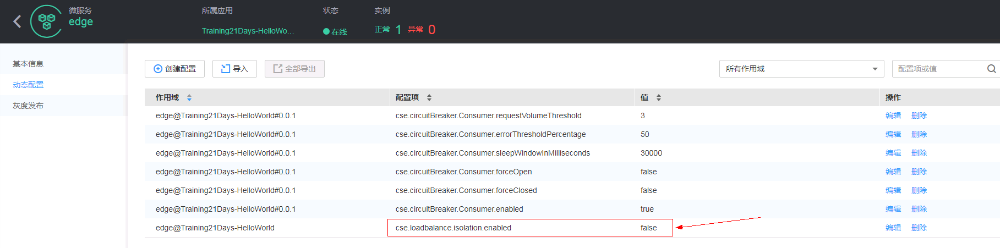 微服务
edge
所属应用
Training21Days-HelloWo...
状态
在线
实例
正常 1 异常 0
基本信息
动态配置
灰度发布
创建配置 导入 全部导出 所有作用域 配置项或值
作用域 配置项 值 操作
edge@Training21Days-HelloWorld#0.0.1 cse.circuitBreaker.Consumer.requestVolumeThreshold 3 编辑 删除
edge@Training21Days-HelloWorld#0.0.1 cse.circuitBreaker.Consumer.errorThresholdPercentage 50 编辑 删除
edge@Training21Days-HelloWorld#0.0.1 cse.circuitBreaker.Consumer.sleepWindowInMilliseconds 30000 编辑 删除
edge@Training21Days-HelloWorld#0.0.1 cse.circuitBreaker.Consumer.forceOpen false 编辑 删除
edge@Training21Days-HelloWorld#0.0.1 cse.circuitBreaker.Consumer.forceClosed false 编辑 删除
edge@Training21Days-HelloWorld#0.0.1 cse.circuitBreaker.Consumer.enabled true 编辑 删除
edge@Training21Days-HelloWorld cse.loadbalance.isolation.enabled false 编辑 删除